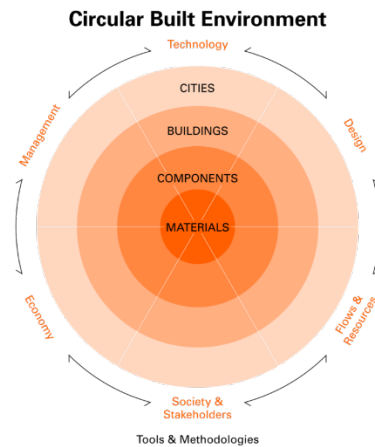 Circular Built Environment
Technology
CITIES
Management
Design
BUILDINGS
COMPONENTS
MATERIALS
Economy
Flows &
Resources
Society &
Stakeholders
Tools & Methodologies